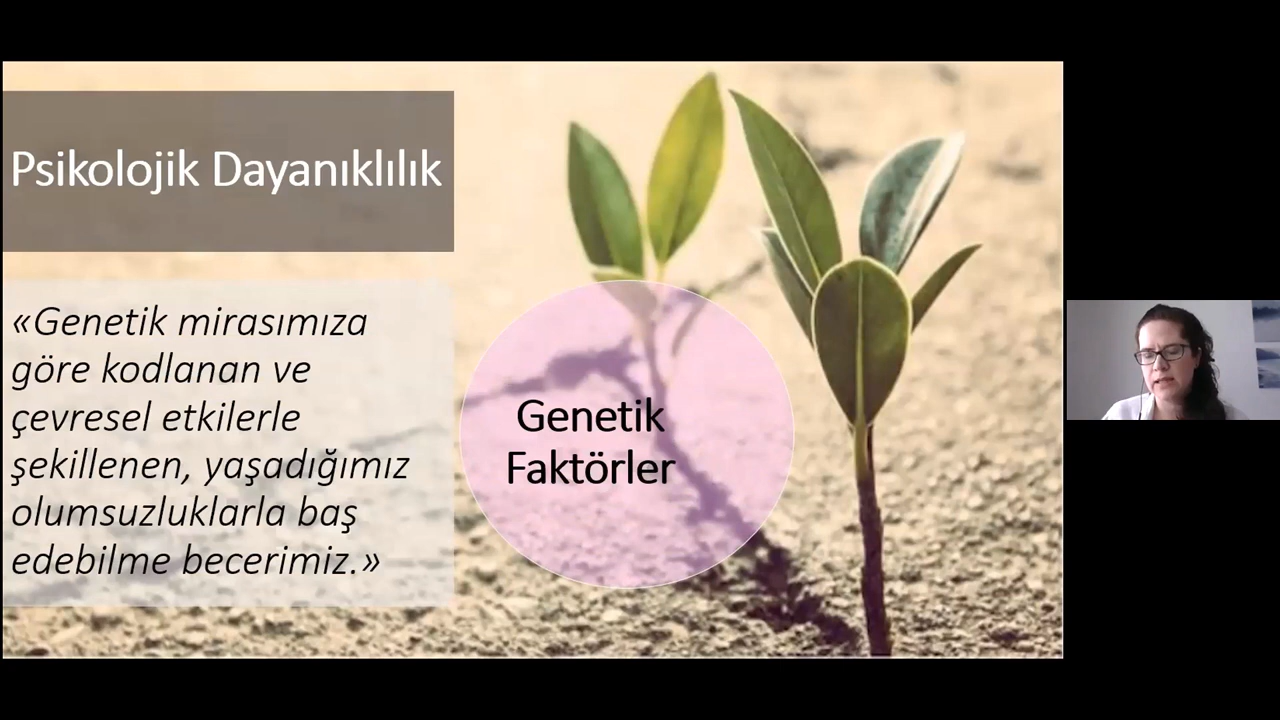 Psikolojik Dayanıklılık
«Genetik mirasımıza
göre kodlanan ve
çevresel etkilerle
şekillenen, yaşadığımız
olumsuzluklarla baş
edebilme becerimiz.»
Genetik
Faktörler